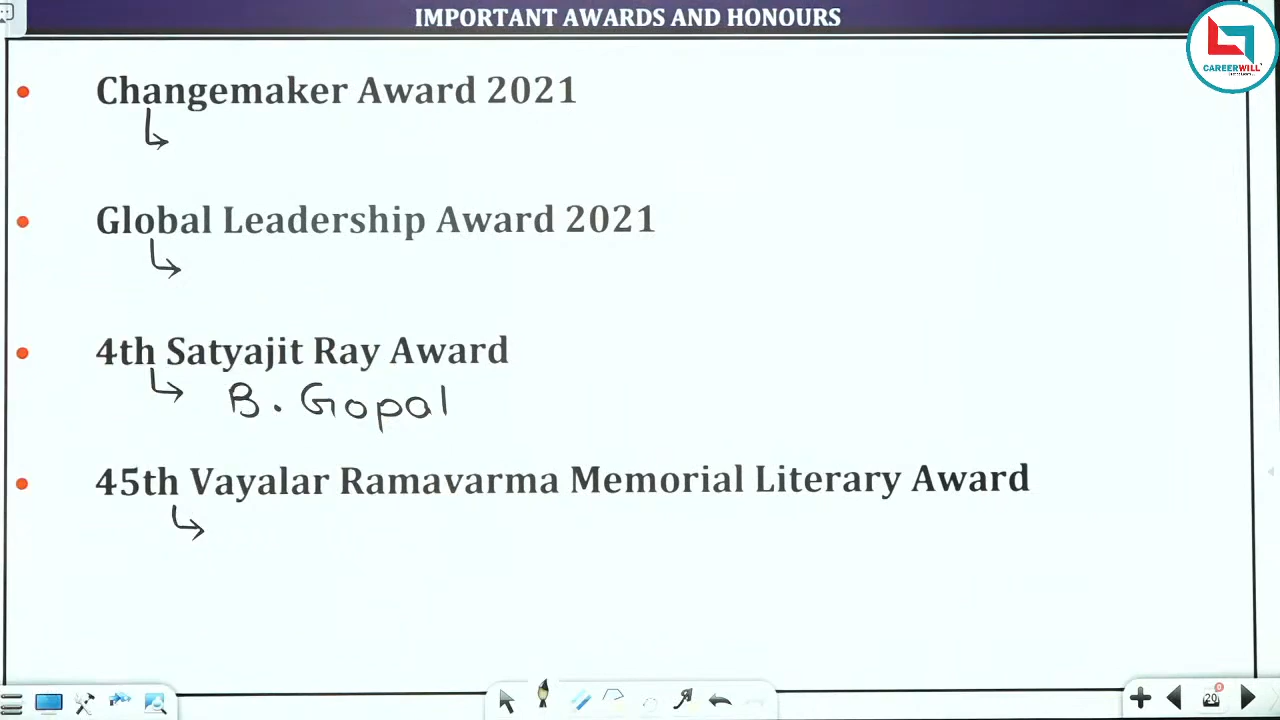 IMPORTANT AWARDS AND HONOURS
CAREERWILL
Changemaker Award 2021
Global Leadership Award 2021
4th Satyajit Ray Award
B. Gopal
45th Vayalar Ramavarma Memorial Literary Award
20